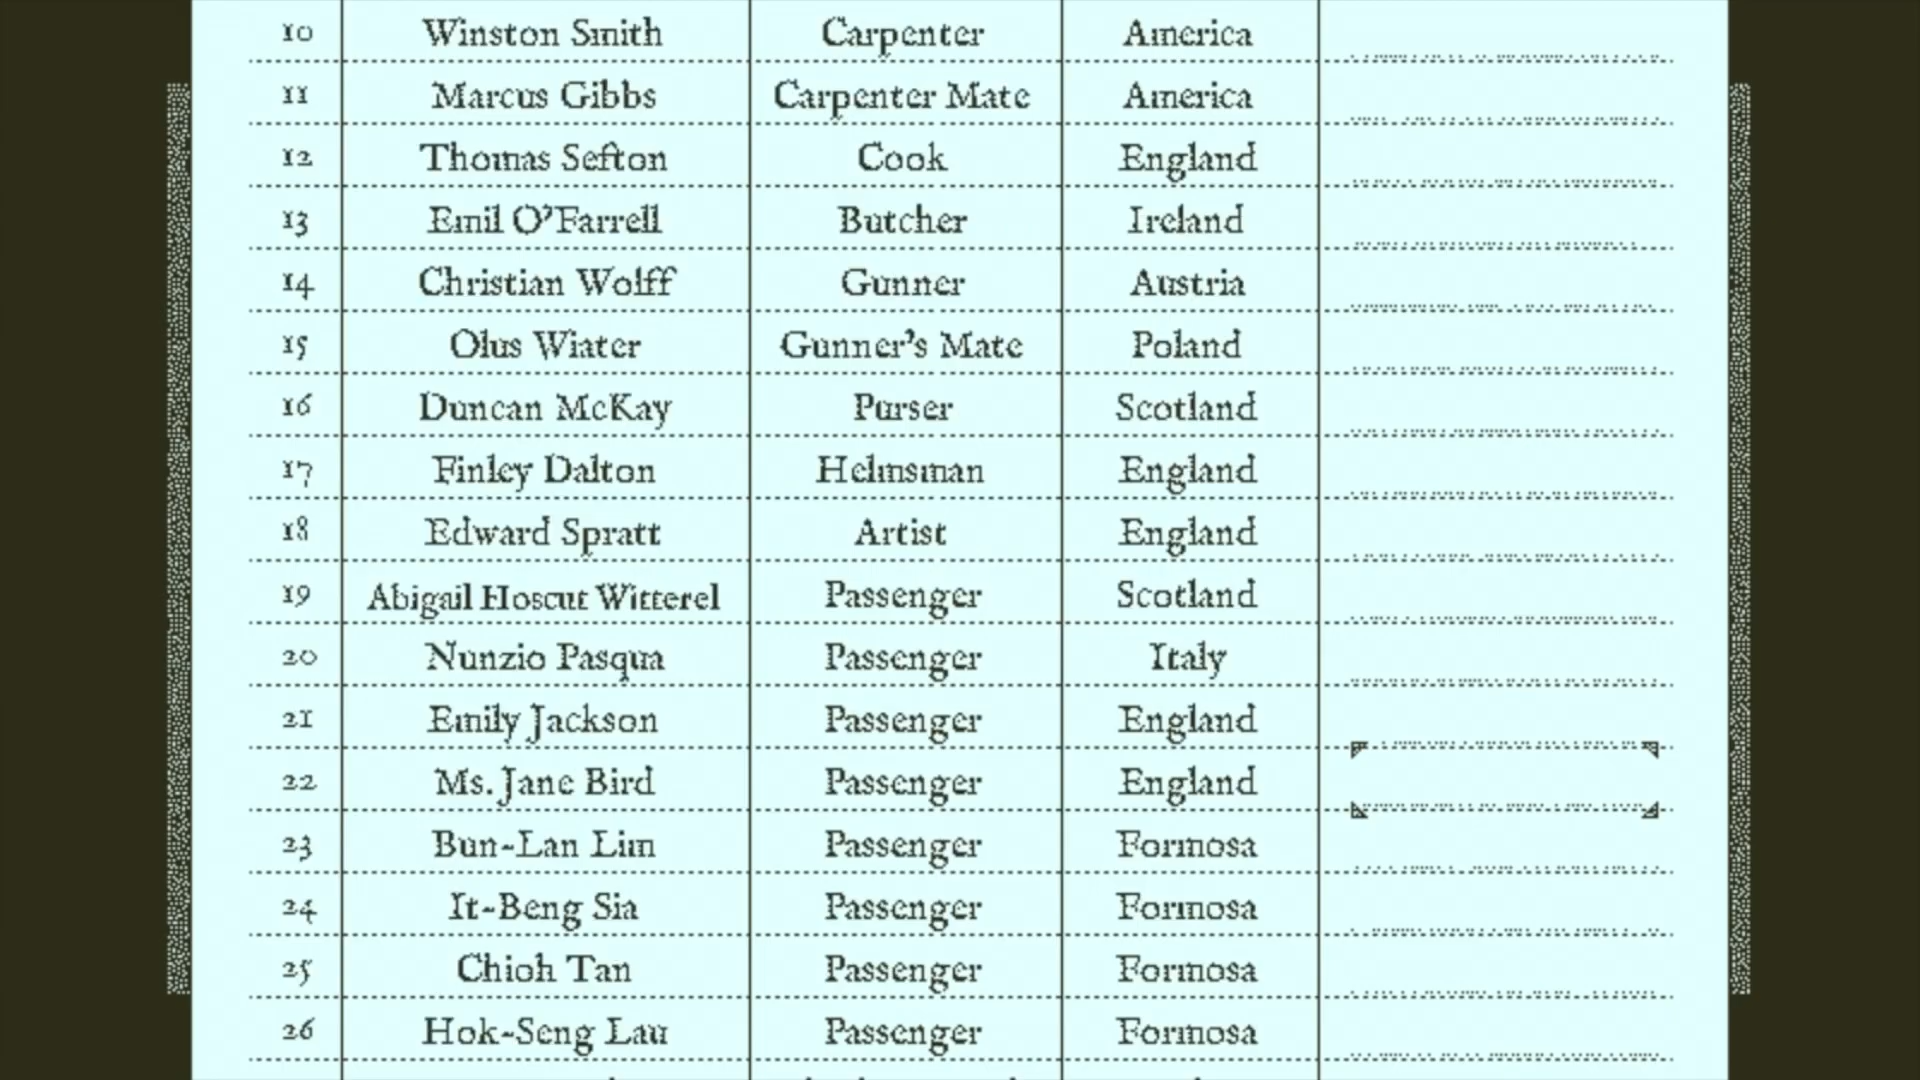 10 Winston Smith Carpenter America
11 Marcus Gibbs Carpenter Mate America
12 Thomas Sefton Cook England
13 Emil O'Farrell Butcher Ireland
14 Christian Wolff Gunner Austria
15 Olus Wiater Gunner's Mate Poland
16 Duncan McKay Purser Scotland
17 Finley Dalton Helmsman England
18 Edward Spratt Artist England
19 Abigail Hoscut Witterel Passenger Scotland
20 Nunzio Pasqua Passenger Italy
21 Emily Jackson Passenger England
22 Ms. Jane Bird Passenger England
23 Bun-Lan Lim Passenger Formosa
24 It-Beng Sia Passenger Formosa
25 Chioh Tan Passenger Formosa
26 Hok-Seng Lau Passenger Formosa